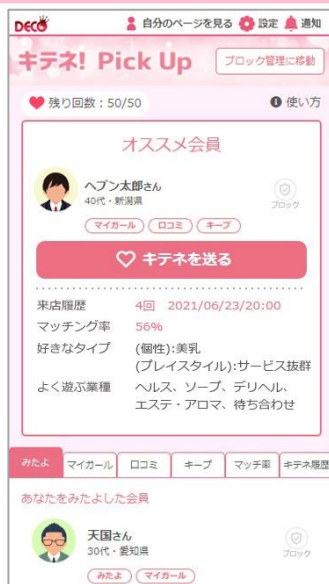 DECO 自分のページを見る 設定 通知
キテネ! Pick Up ブロック管理に移動
残り回数：50/50 使い方
オススメ会員
ヘブン太郎さん
40代・新潟県
ブロック
マイガール 口コミ キープ
キテネを送る
来店履歴 4回 2021/06/23/20:00
マッチング率 56%
好きなタイプ (個性):美乳
(プレイスタイル):サービス抜群
よく遊ぶ業種 ヘルス、ソープ、デリヘル、
エステ・アロマ、待ち合わせ
みたよ マイガール 口コミ キープ マッチ率 キテネ履歴
あなたをみたよした会員
天国さん
30代・愛知県
ブロック
みたよ マイガール